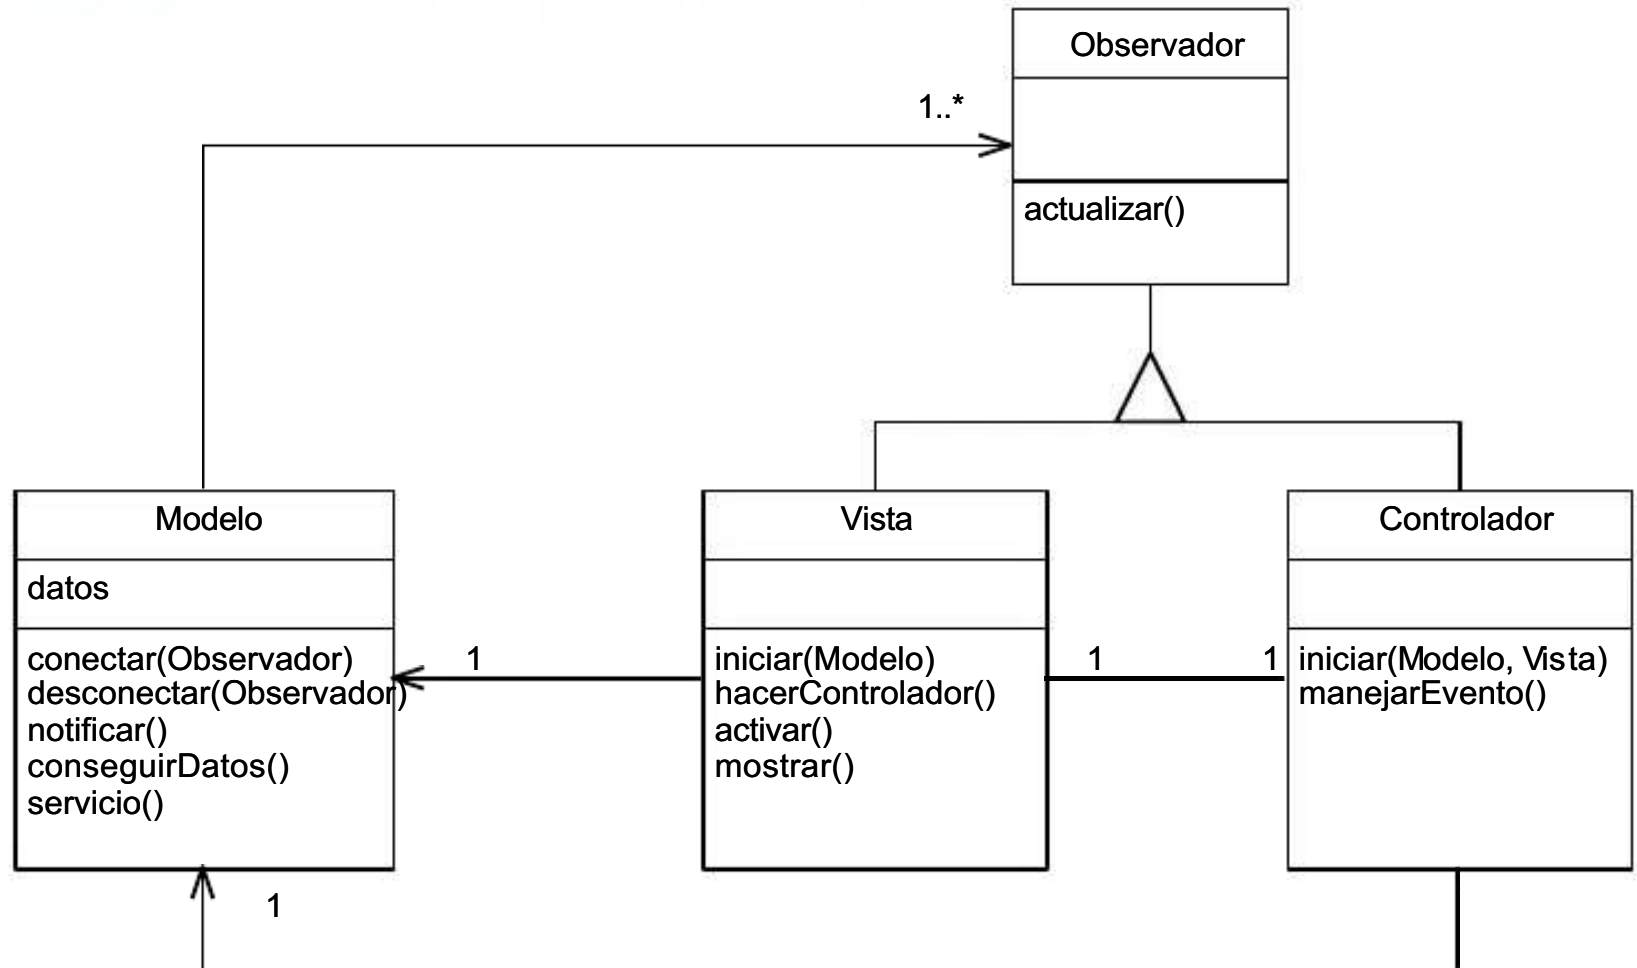 Observador
1..*
actualizar()
Modelo
datos
conectar(Observador)
desconectar(Observador)
notificar()
conseguirDatos()
servicio()
1
1
Vista
iniciar(Modelo)
hacerControlador()
activar()
mostrar()
1
1
Controlador
iniciar(Modelo, Vista)
manejarEvento()